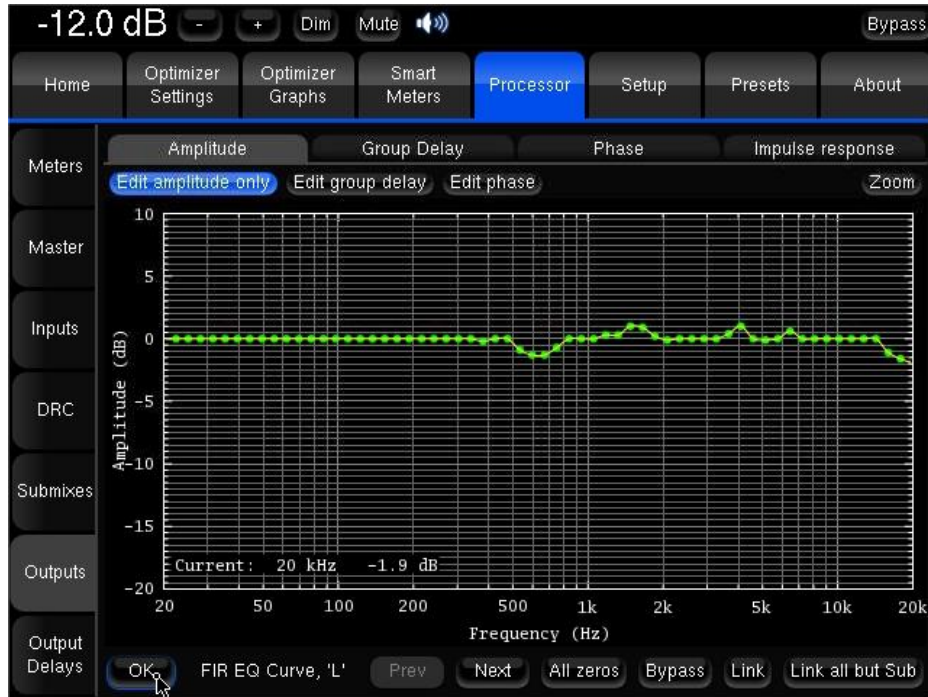 -12.0 dB - + Dim Mute Bypass
Home Optimizer Settings Optimizer Graphs Smart Meters Processor Setup Presets About
Meters
Master
Inputs
DRC
Submixes
Outputs
Output Delays
Amplitude Group Delay Phase Impulse response
Edit amplitude only Edit group delay Edit phase Zoom
Amplitude (dB)
10
5
0
-5
-10
-15
-20
Current: 20 kHz -1.9 dB
20 50 100 200 500 1k 2k 5k 10k 20k
Frequency (Hz)
OK FIR EQ Curve, 'L' Prev Next All zeros Bypass Link Link all but Sub